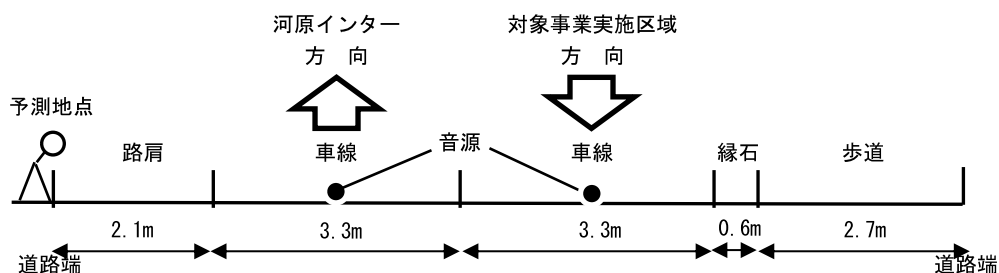 河原インター
方　向
対象事業実施区域
方　向
予測地点
路肩
車線
音源
車線
縁石
歩道
2.1m
3.3m
3.3m
0.6m
2.7m
道路端
道路端